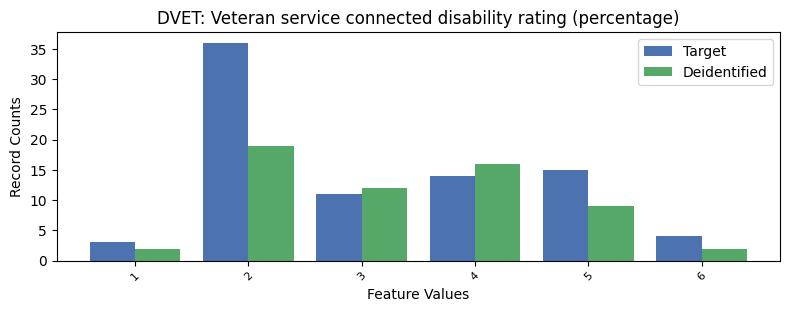 DVET: Veteran service connected disability rating (percentage)
Target
Deidentified
Record Counts
35
30
25
20
15
10
5
0
1 2 3 4 5 6
Feature Values